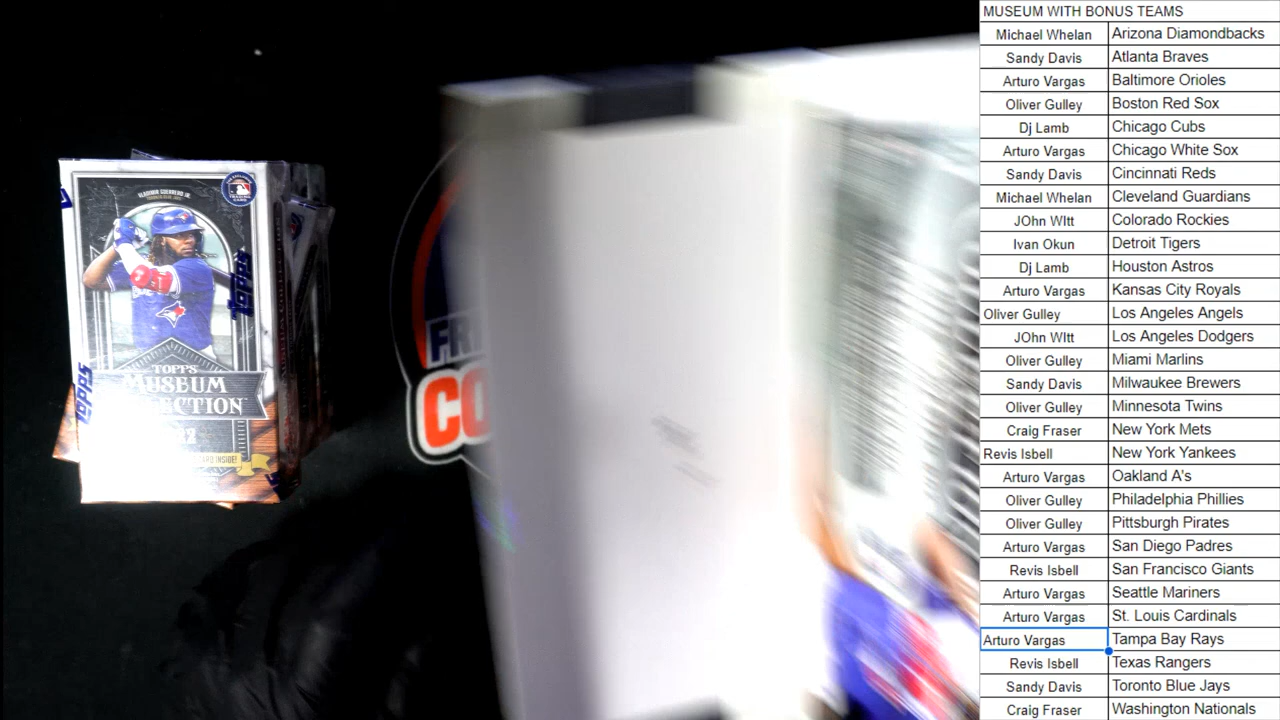 MUSEUM WITH BONUS TEAMS
Michael Whelan Arizona Diamondbacks
Sandy Davis Atlanta Braves
Arturo Vargas Baltimore Orioles
Oliver Gulley Boston Red Sox
Dj Lamb Chicago Cubs
Arturo Vargas Chicago White Sox
Sandy Davis Cincinnati Reds
Michael Whelan Cleveland Guardians
JOhn WItt Colorado Rockies
Ivan Okun Detroit Tigers
Dj Lamb Houston Astros
Arturo Vargas Kansas City Royals
Oliver Gulley Los Angeles Angels
JOhn WItt Los Angeles Dodgers
Oliver Gulley Miami Marlins
Sandy Davis Milwaukee Brewers
Oliver Gulley Minnesota Twins
Craig Fraser New York Mets
Revis Isbell New York Yankees
Arturo Vargas Oakland A's
Oliver Gulley Philadelphia Phillies
Oliver Gulley Pittsburgh Pirates
Arturo Vargas San Diego Padres
Revis Isbell San Francisco Giants
Arturo Vargas Seattle Mariners
Arturo Vargas St. Louis Cardinals
Arturo Vargas Tampa Bay Rays
Revis Isbell Texas Rangers
Sandy Davis Toronto Blue Jays
Craig Fraser Washington Nationals
VLADIMIR GUERRERO JR.
topps
topps
TOPPS
MUSEUM
ECTION
CARD INSIDE!
FR
CO